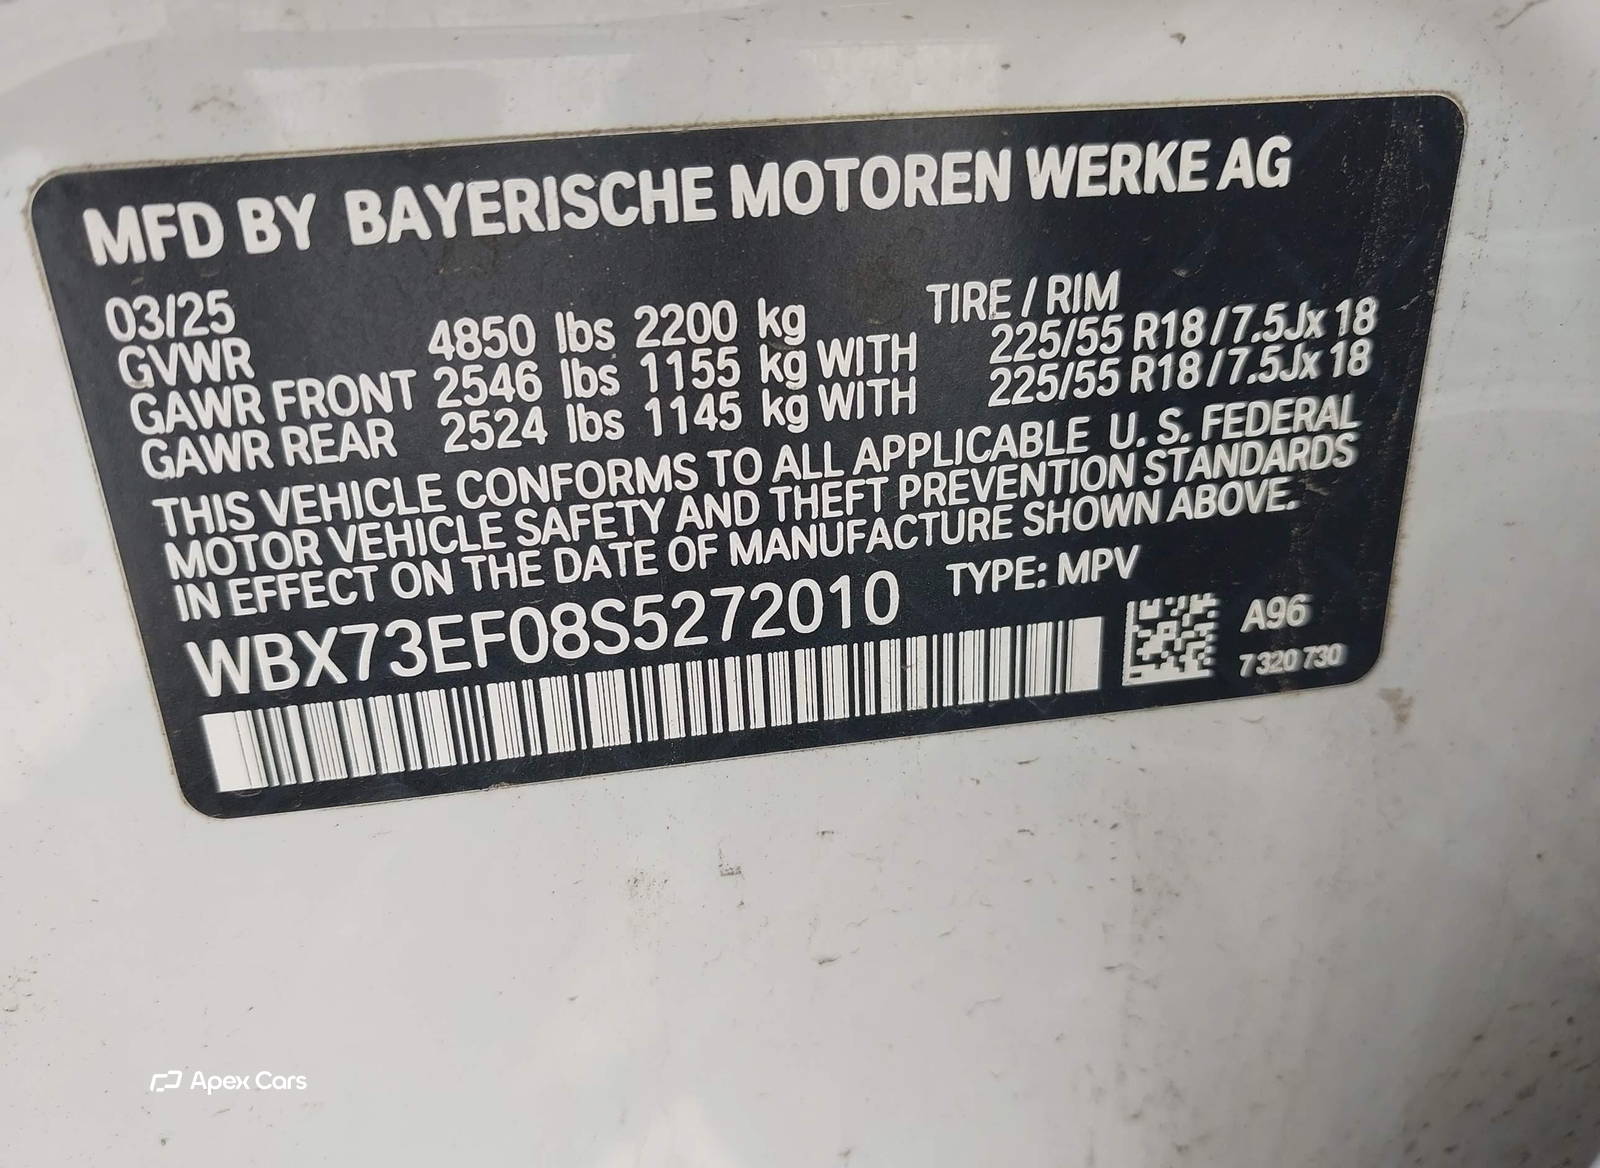 MFD BY BAYERISCHE MOTOREN WERKE AG
03/25
TIRE / RIM
GVWR 4850 lbs 2200 kg
GAWR FRONT 2546 lbs 1155 kg WITH 225/55 R18 / 7.5Jx 18
GAWR REAR 2524 lbs 1145 kg WITH 225/55 R18 / 7.5Jx 18
THIS VEHICLE CONFORMS TO ALL APPLICABLE U. S. FEDERAL
MOTOR VEHICLE SAFETY AND THEFT PREVENTION STANDARDS
IN EFFECT ON THE DATE OF MANUFACTURE SHOWN ABOVE.
WBX73EF08S5272010 TYPE: MPV
A96
7 320 730
Apex Cars